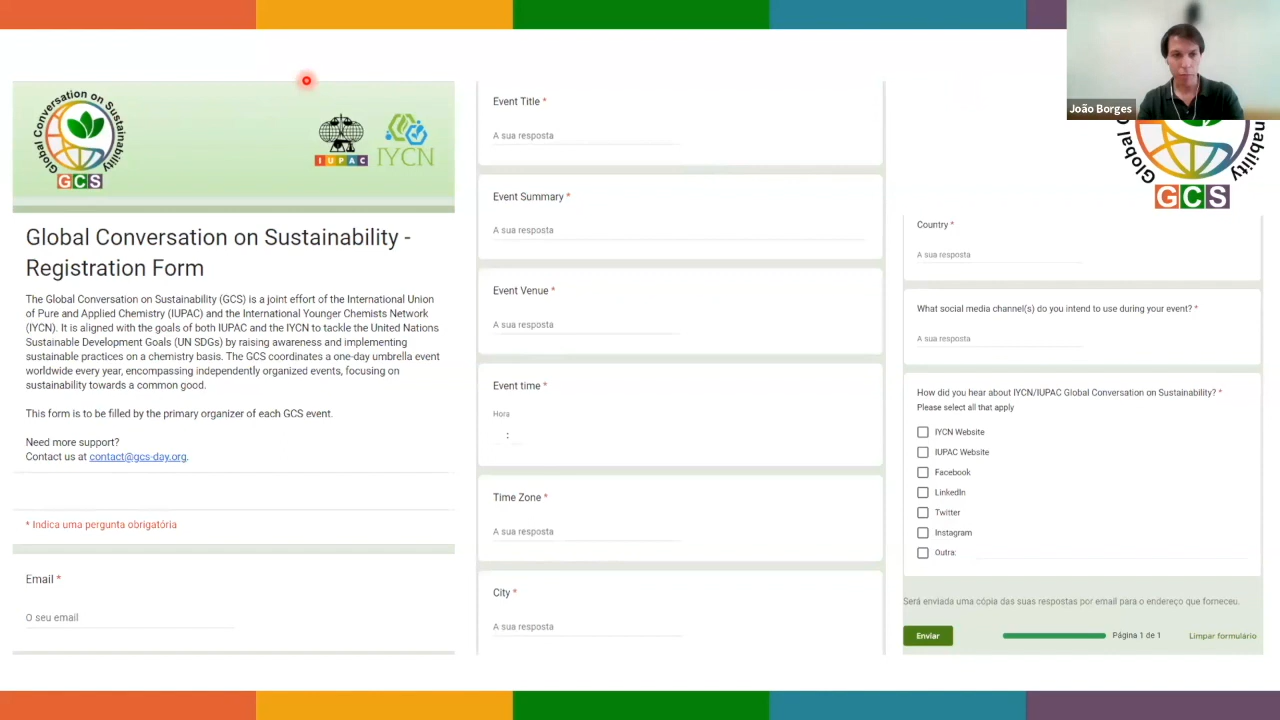 João Borges
Global Conversation on Sustainability
GCS
IUPAC
IYCN
Global Conversation on Sustainability -
Registration Form
The Global Conversation on Sustainability (GCS) is a joint effort of the International Union
of Pure and Applied Chemistry (IUPAC) and the International Younger Chemists Network
(IYCN). It is aligned with the goals of both IUPAC and the IYCN to tackle the United Nations
Sustainable Development Goals (UN SDGs) by raising awareness and implementing
sustainable practices on a chemistry basis. The GCS coordinates a one-day umbrella event
worldwide every year, encompassing independently organized events, focusing on
sustainability towards a common good.
This form is to be filled by the primary organizer of each GCS event.
Need more support?
Contact us at contact@gcs-day.org.
* Indica uma pergunta obrigatória
Email *
O seu email
Event Title *
A sua resposta
Event Summary *
A sua resposta
Event Venue *
A sua resposta
Event time *
Hora
:
Time Zone *
A sua resposta
City *
A sua resposta
Global
nability
GCS
Country *
A sua resposta
What social media channel(s) do you intend to use during your event? *
A sua resposta
How did you hear about IYCN/IUPAC Global Conversation on Sustainability? *
Please select all that apply
IYCN Website
IUPAC Website
Facebook
LinkedIn
Twitter
Instagram
Outra:
Será enviada uma cópia das suas respostas por email para o endereço que forneceu.
Enviar
Página 1 de 1
Limpar formulário